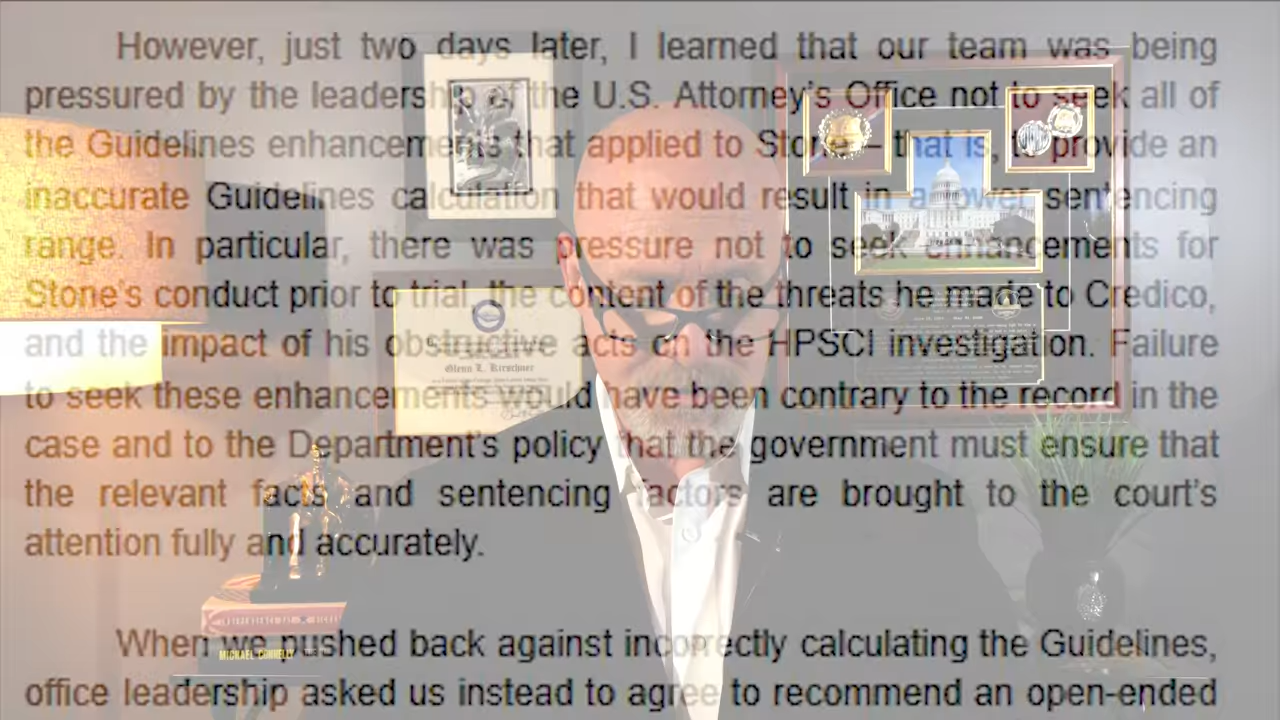 However, just two days later, I learned that our team was being
pressured by the leadership of the U.S. Attorney's Office not to seek all of
the Guidelines enhancements that applied to Stone – that is, to provide an
inaccurate Guidelines calculation that would result in a lower sentencing
range. In particular, there was pressure not to seek enhancements for
Stone's conduct prior to trial, the content of the threats he made to Credico,
and the impact of his obstructive acts on the HPSCI investigation. Failure
to seek these enhancements would have been contrary to the record in the
case and to the Department's policy that the government must ensure that
the relevant facts and sentencing factors are brought to the court's
attention fully and accurately.
When we pushed back against incorrectly calculating the Guidelines,
office leadership asked us instead to agree to recommend an open-ended
Glenn L. Kirschner
MICHAEL CONNELLY